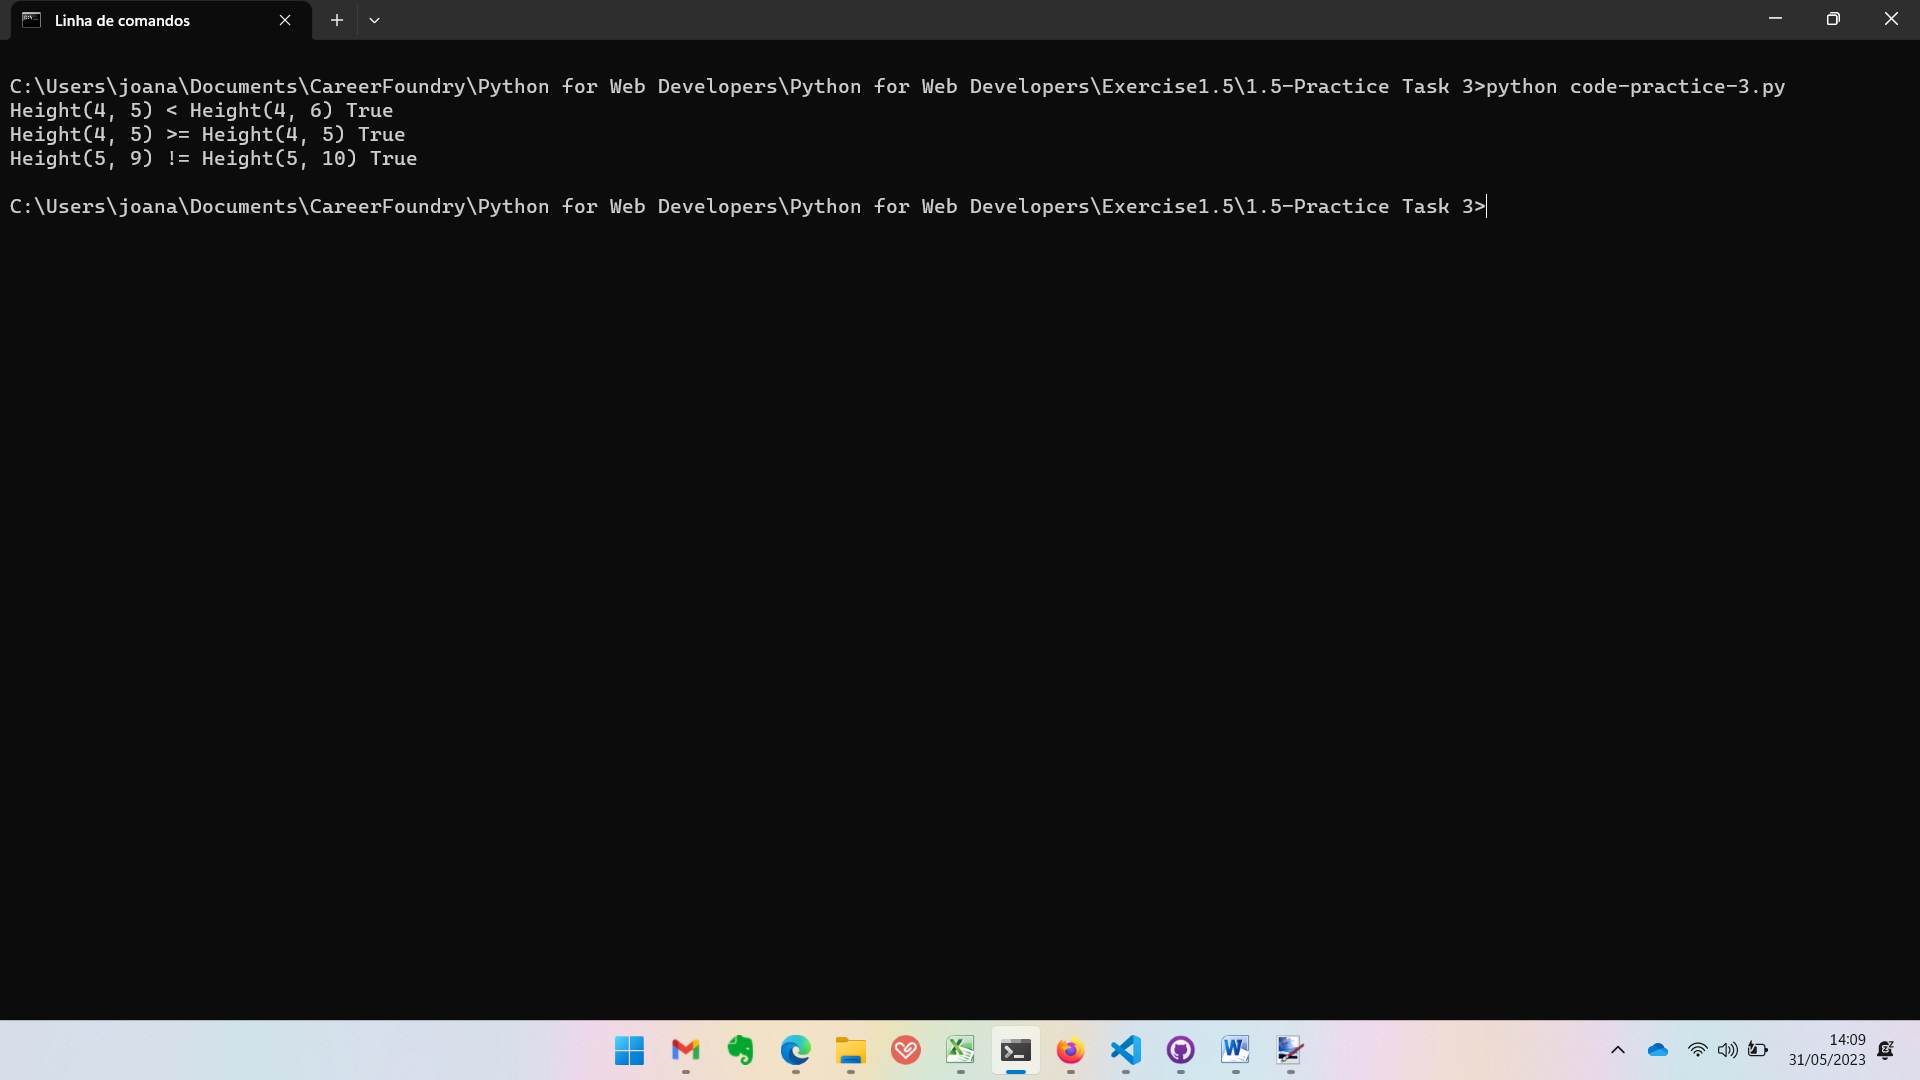 Linha de comandos
C:\Users\joana\Documents\CareerFoundry\Python for Web Developers\Python for Web Developers\Exercise1.5\1.5-Practice Task 3>python code-practice-3.py
Height(4, 5) < Height(4, 6) True
Height(4, 5) >= Height(4, 5) True
Height(5, 9) != Height(5, 10) True
C:\Users\joana\Documents\CareerFoundry\Python for Web Developers\Python for Web Developers\Exercise1.5\1.5-Practice Task 3>
14:09
31/05/2023